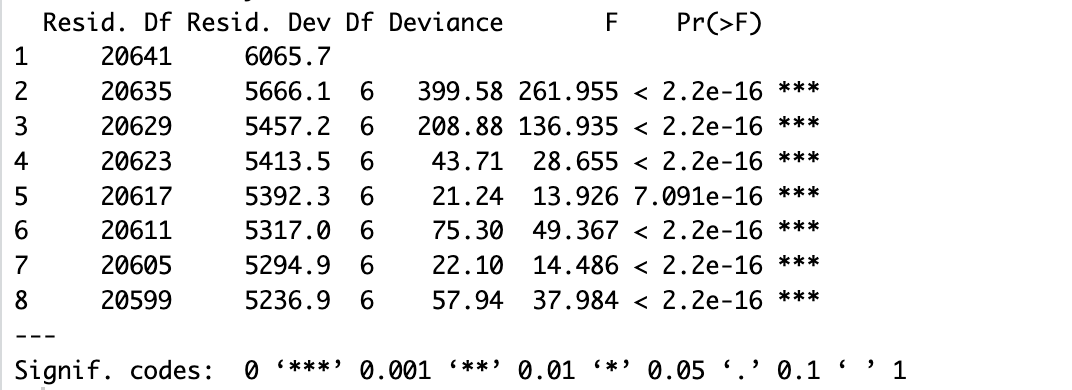 Resid. Df Resid. Dev Df Deviance       F    Pr(>F)
1     20641     6065.7
2     20635     5666.1  6   399.58 261.955 < 2.2e-16 ***
3     20629     5457.2  6   208.88 136.935 < 2.2e-16 ***
4     20623     5413.5  6    43.71  28.655 < 2.2e-16 ***
5     20617     5392.3  6    21.24  13.926 7.091e-16 ***
6     20611     5317.0  6    75.30  49.367 < 2.2e-16 ***
7     20605     5294.9  6    22.10  14.486 < 2.2e-16 ***
8     20599     5236.9  6    57.94  37.984 < 2.2e-16 ***
---
Signif. codes:  0 ‘***’ 0.001 ‘**’ 0.01 ‘*’ 0.05 ‘.’ 0.1 ‘ ’ 1